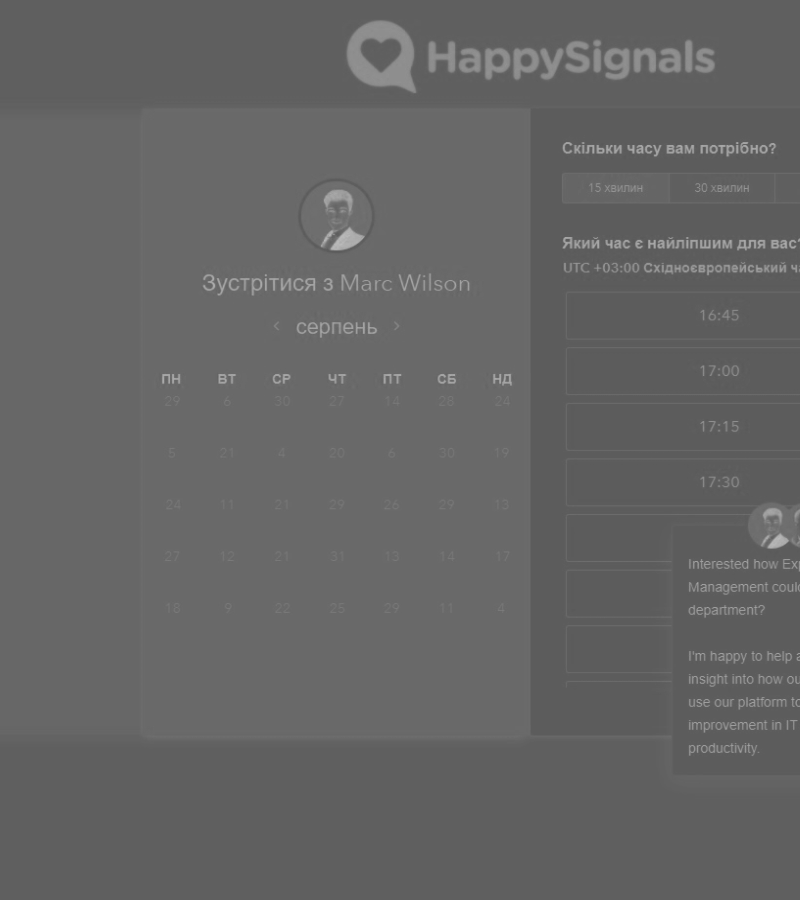 HappySignals
Зустрітися з Marc Wilson
серпень
ПН ВТ СР ЧТ ПТ СБ НД
29 6 30 27 14 28 24
5 21 4 20 6 30 19
24 11 21 29 26 29 13
27 12 21 31 13 14 17
18 9 22 25 29 11 4
Скільки часу вам потрібно?
15 хвилин 30 хвилин
Який час є найліпшим для вас?
UTC +03:00 Східноєвропейський
16:45
17:00
17:15
17:30
Interested how
Management
department?
I'm happy to help
insight into how
use our platform to
improvement in IT
productivity.